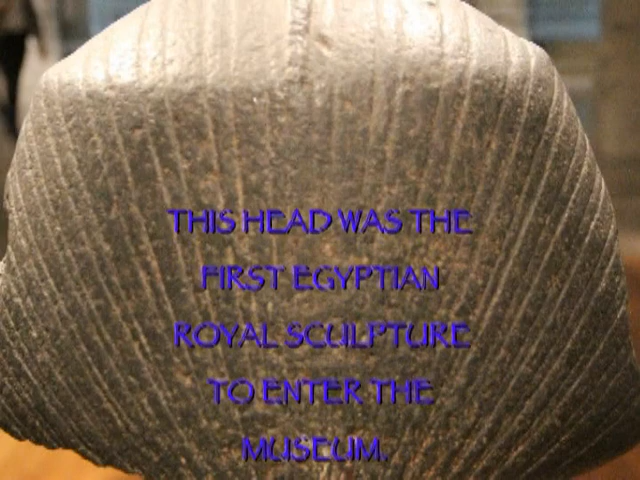 THIS HEAD WAS THE
FIRST EGYPTIAN
ROYAL SCULPTURE
TO ENTER THE
MUSEUM.